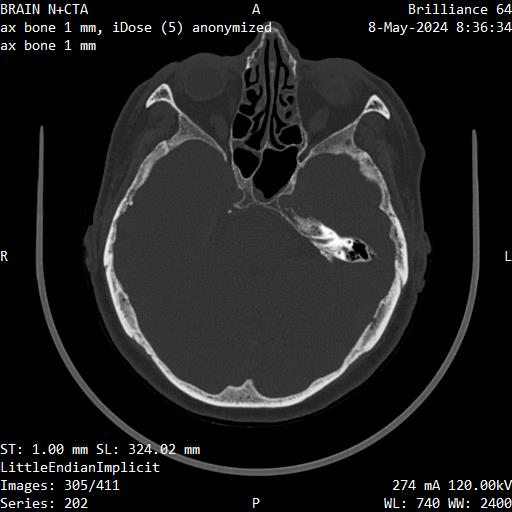 BRAIN N+CTA
A
Brilliance 64
ax bone 1 mm, iDose (5) anonymized
8-May-2024 8:36:34
ax bone 1 mm
R
L
ST: 1.00 mm SL: 324.02 mm
LittleEndianImplicit
Images: 305/411
274 mA 120.00kV
Series: 202
P
WL: 740 WW: 2400